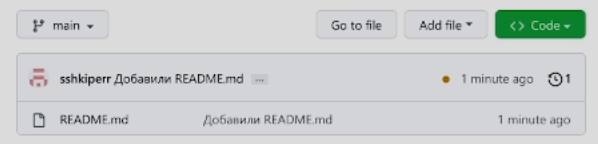 main Go to file Add file <> Code
sshkiperr Добавили README.md ... 1 minute ago 1
README.md Добавили README.md 1 minute ago